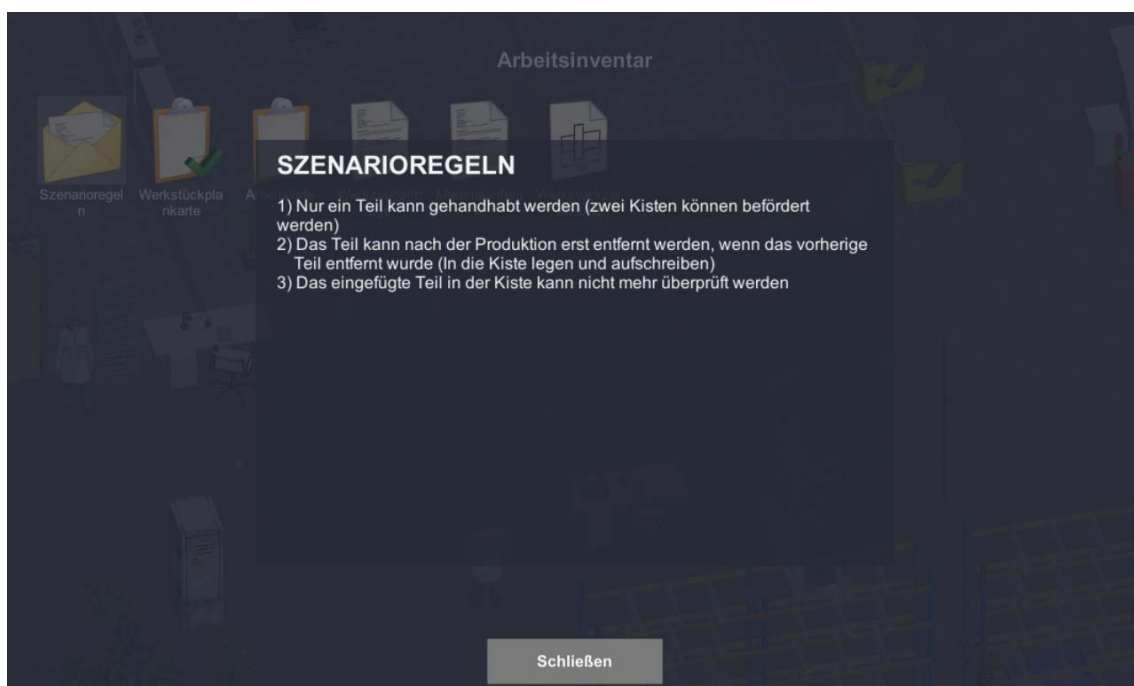 Arbeitsinventar
Szenarioregel
n
Werkstückpla
nkarte
SZENARIOREGELN
1) Nur ein Teil kann gehandhabt werden (zwei Kisten können befördert
werden)
2) Das Teil kann nach der Produktion erst entfernt werden, wenn das vorherige
Teil entfernt wurde (In die Kiste legen und aufschreiben)
3) Das eingefügte Teil in der Kiste kann nicht mehr überprüft werden
Schließen